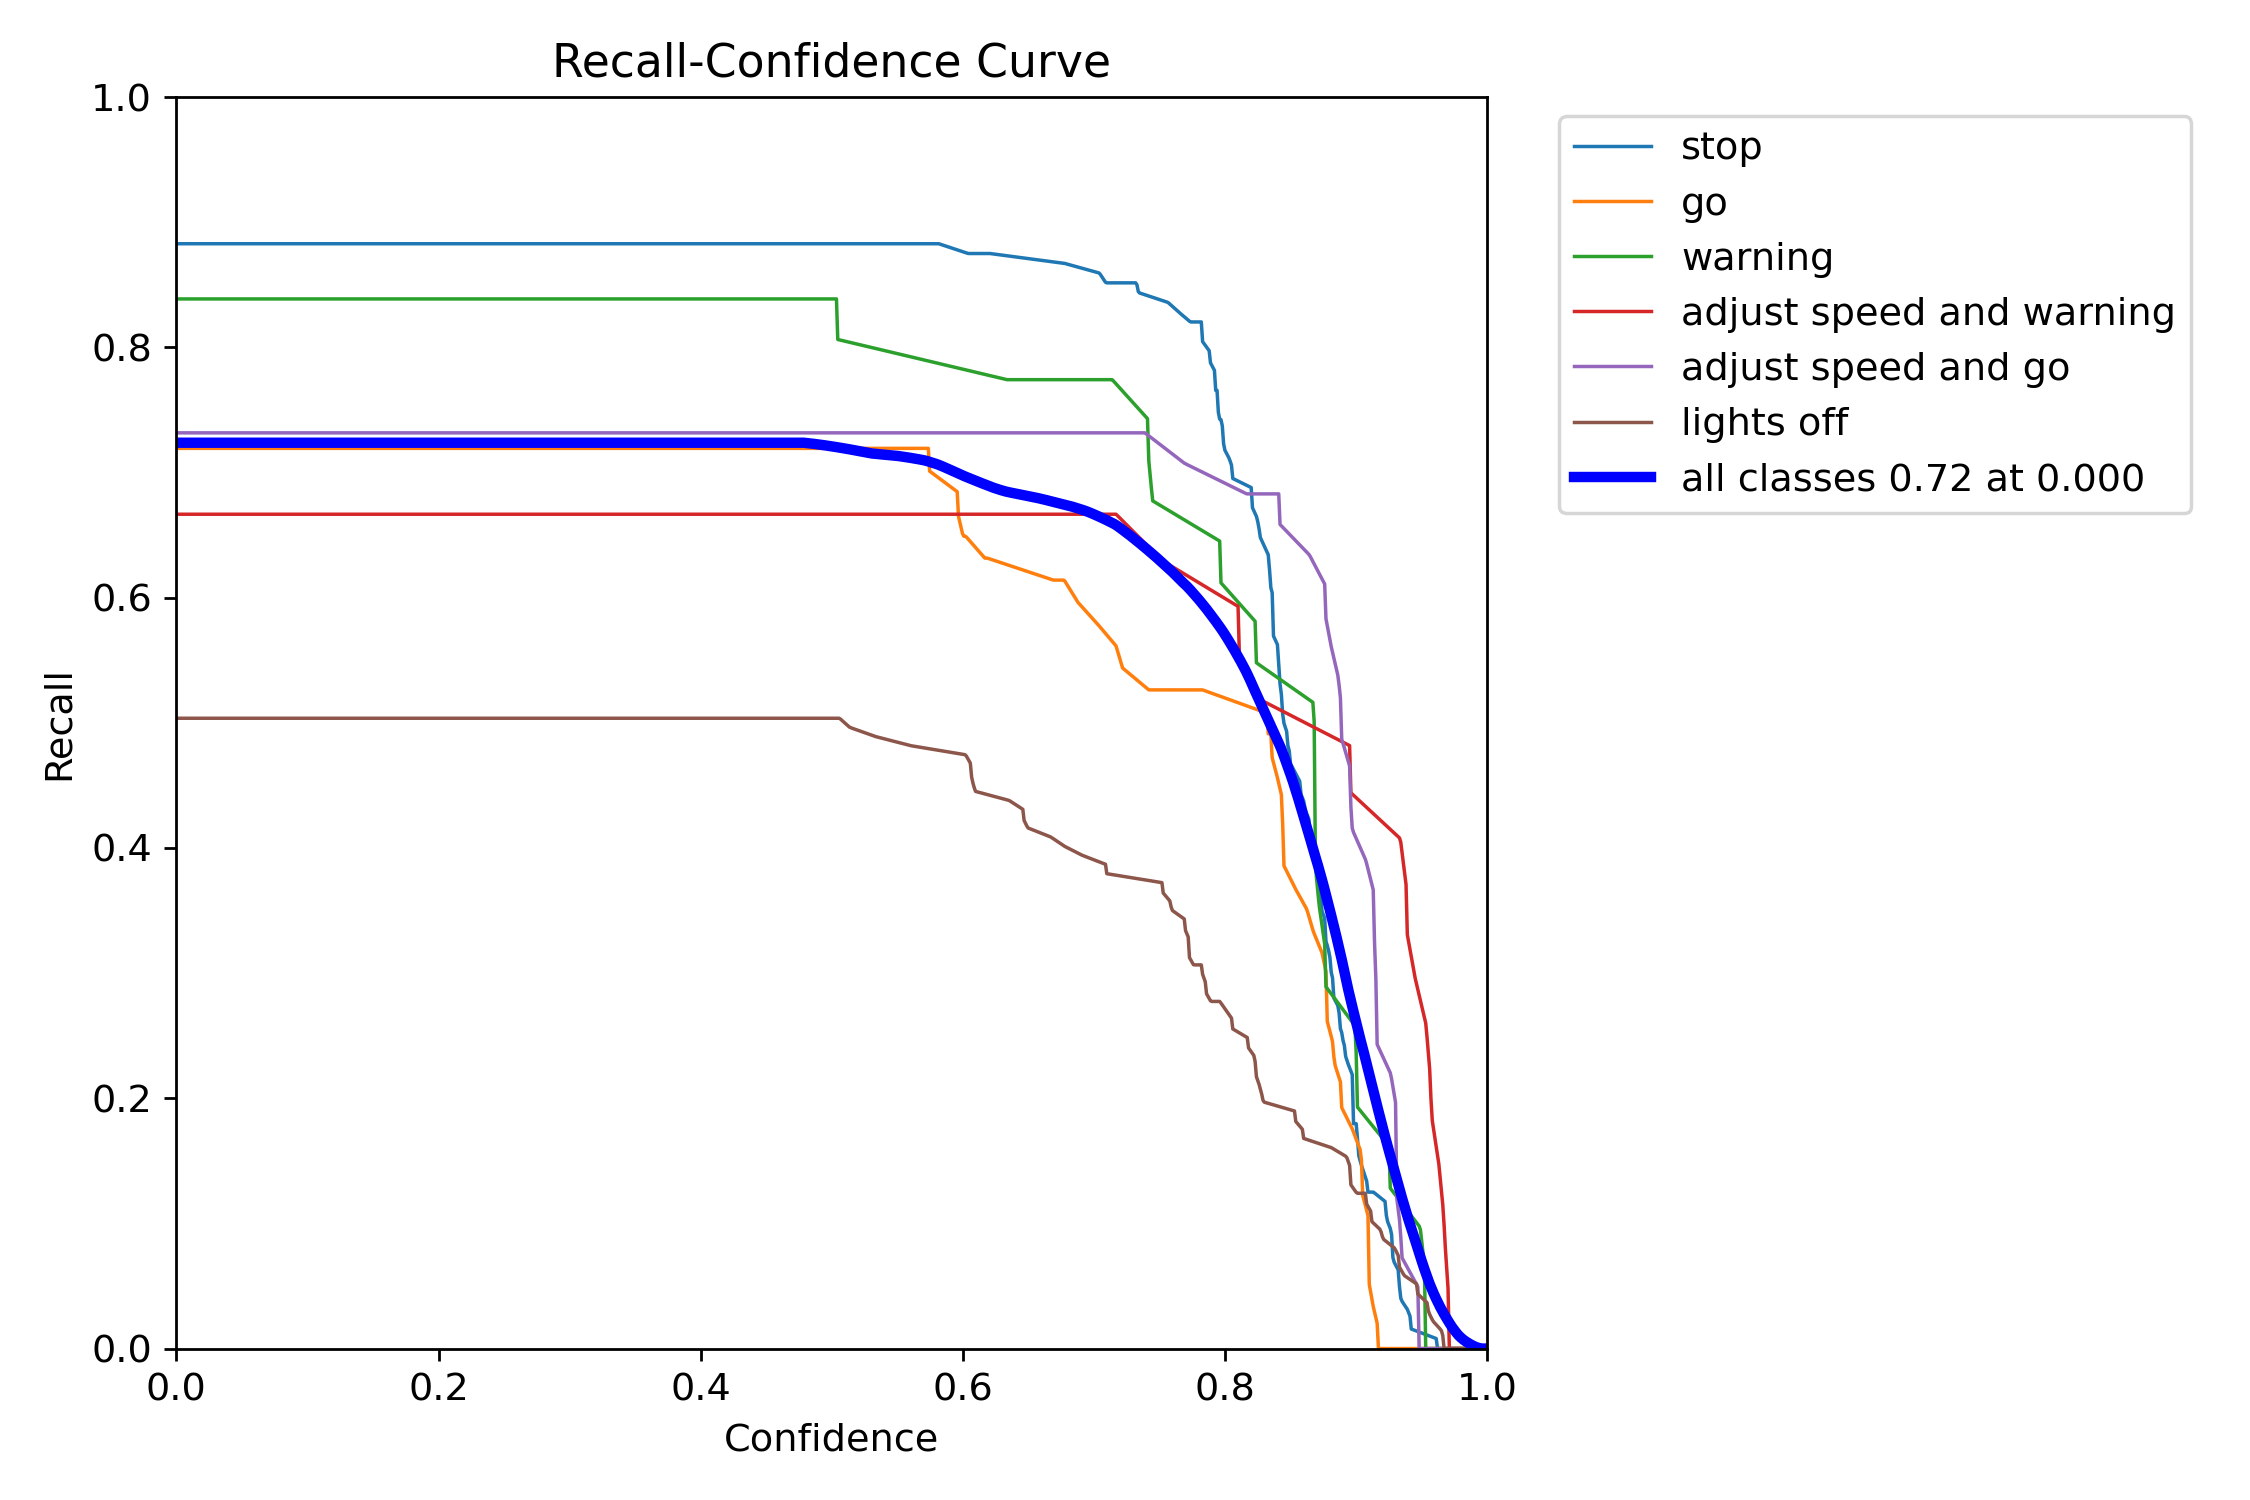 Recall-Confidence Curve
1.0
0.8
0.6
0.4
0.2
0.0
Recall
0.0 0.2 0.4 0.6 0.8 1.0
Confidence
stop
go
warning
adjust speed and warning
adjust speed and go
lights off
all classes 0.72 at 0.000